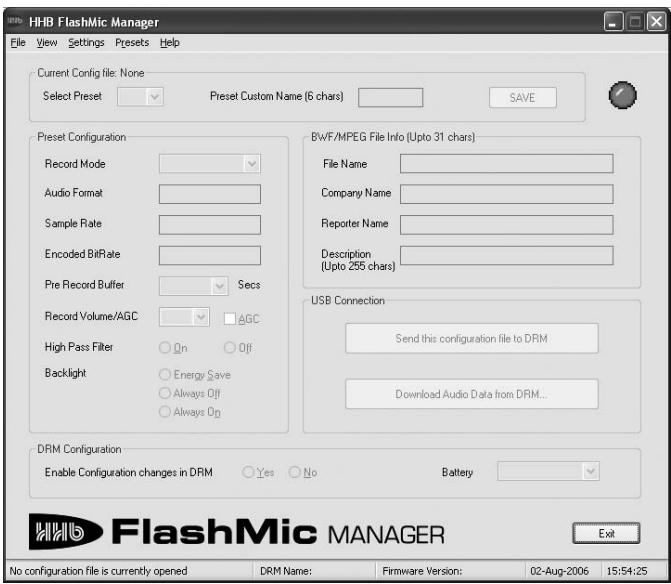 HHB FlashMic Manager
File View Settings Presets Help
Current Config file: None
Select Preset Preset Custom Name (6 chars) SAVE
Preset Configuration
Record Mode
Audio Format
Sample Rate
Encoded BitRate
Pre Record Buffer Secs
Record Volume/AGC AGC
High Pass Filter On Off
Backlight Energy Save
Always Off
Always On
BWF/MPEG File Info (Upto 31 chars)
File Name
Company Name
Reporter Name
Description
(Upto 255 chars)
USB Connection
Send this configuration file to DRM
Download Audio Data from DRM...
DRM Configuration
Enable Configuration changes in DRM Yes No Battery
HHb FlashMic MANAGER Exit
No configuration file is currently opened DRM Name: Firmware Version: 02-Aug-2006 15:54:25